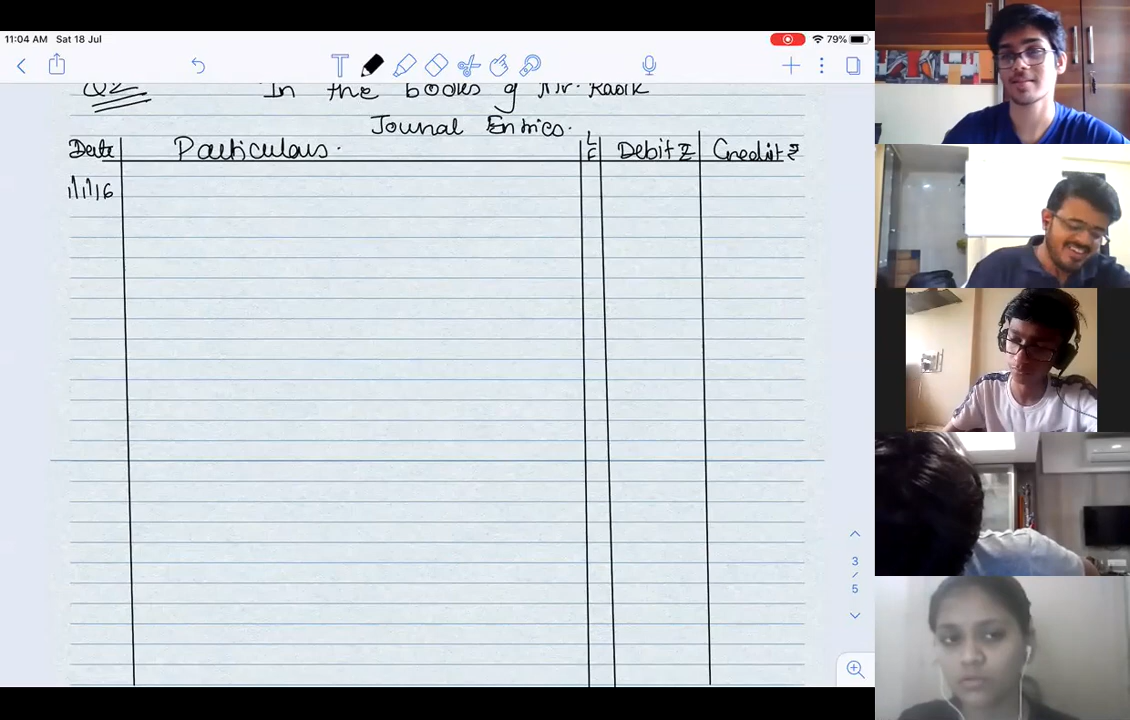 11:04 AM Sat 18 Jul
79%
Q2 In the books of Mr.
Journal Entries.
Date Particulars. L F Debit ₹ Credit ₹
1/1/16
3
/
5